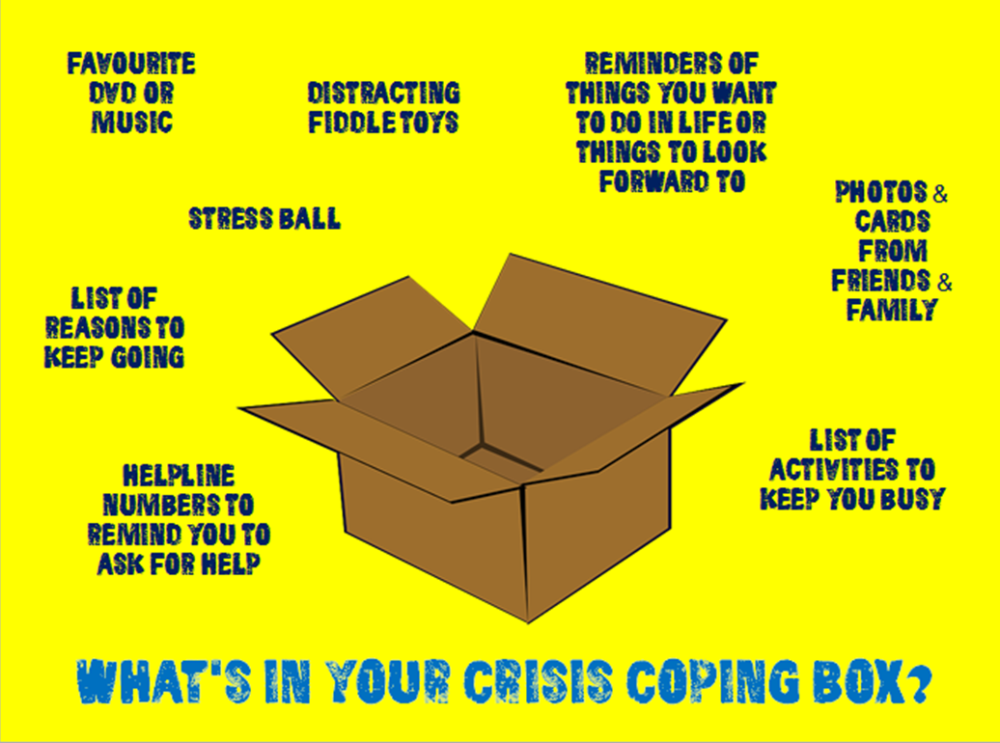 FAVOURITE
DVD OR
MUSIC
DISTRACTING
FIDDLE TOYS
REMINDERS OF
THINGS YOU WANT
TO DO IN LIFE OR
THINGS TO LOOK
FORWARD TO
PHOTOS &
CARDS
FROM
FRIENDS &
FAMILY
STRESS BALL
LIST OF
REASONS TO
KEEP GOING
LIST OF
ACTIVITIES TO
KEEP YOU BUSY
HELPLINE
NUMBERS TO
REMIND YOU TO
ASK FOR HELP
WHAT'S IN YOUR CRISIS COPING BOX?